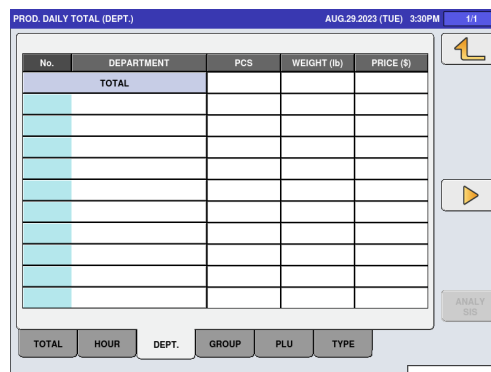 PROD. DAILY TOTAL (DEPT.) AUG.29.2023 (TUE) 3:30PM 1/1
No. DEPARTMENT PCS WEIGHT (lb) PRICE ($)
TOTAL
ANALY
SIS
TOTAL HOUR DEPT. GROUP PLU TYPE